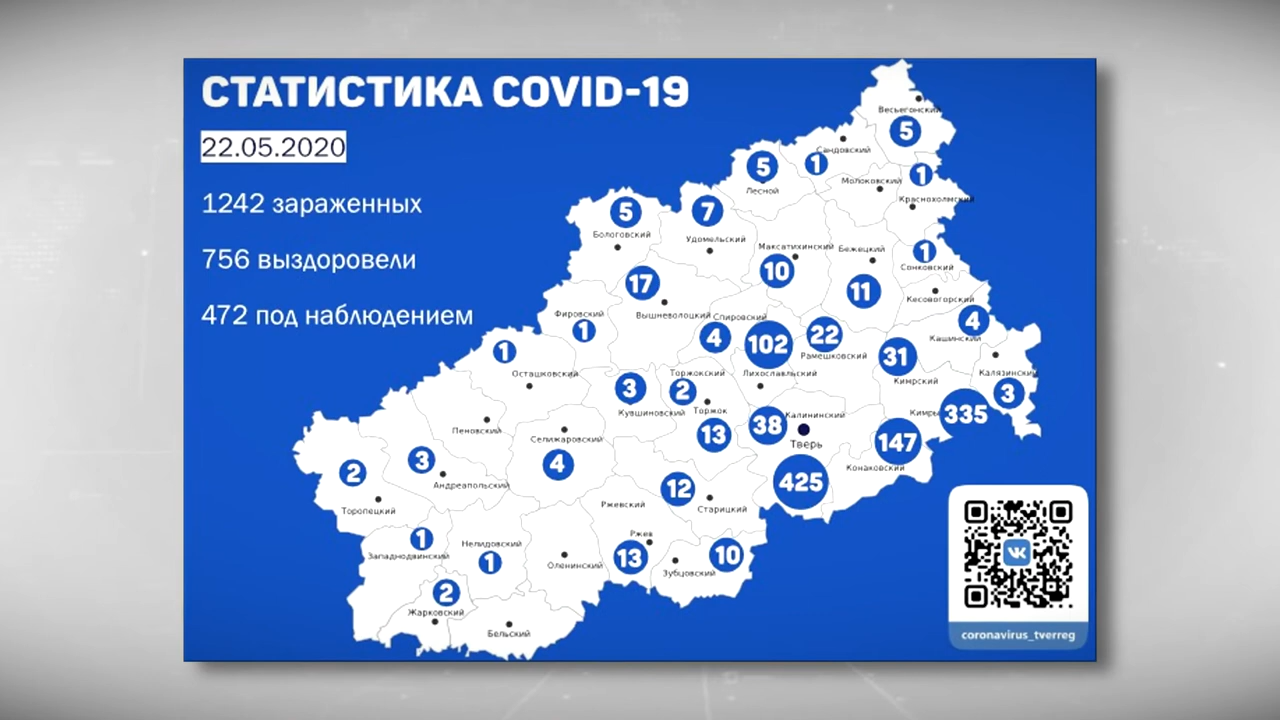 СТАТИСТИКА COVID-19
22.05.2020
1242 зараженных
756 выздоровели
472 под наблюдением
Весьегонский
5
Сандовский
1
5
Лесной
Молоковский
1
Краснохолмский
5
Бологовский
7
Удомельский
Максатихинский
10
Бежецкий
11
1
Сонковский
17
Вышневолоцкий
Кесовогорский
Фировский
1
Спировский
4
102
Лихославльский
22
Рамешковский
4
Кашинский
31
Кимрский
Калязинский
3
1
Осташковский
3
Кувшиновский
Торжокский
2
Торжок
13
38
Калининский
Тверь
425
Кимры
335
147
Конаковский
Пеновский
Селижаровский
4
3
Андреапольский
2
Торопецкий
Ржевский
12
Старицкий
1
Западнодвинский
Нелидовский
1
Оленинский
Ржев
13
10
Зубцовский
2
Жарковский
Бельский
coronavirus_tverreg